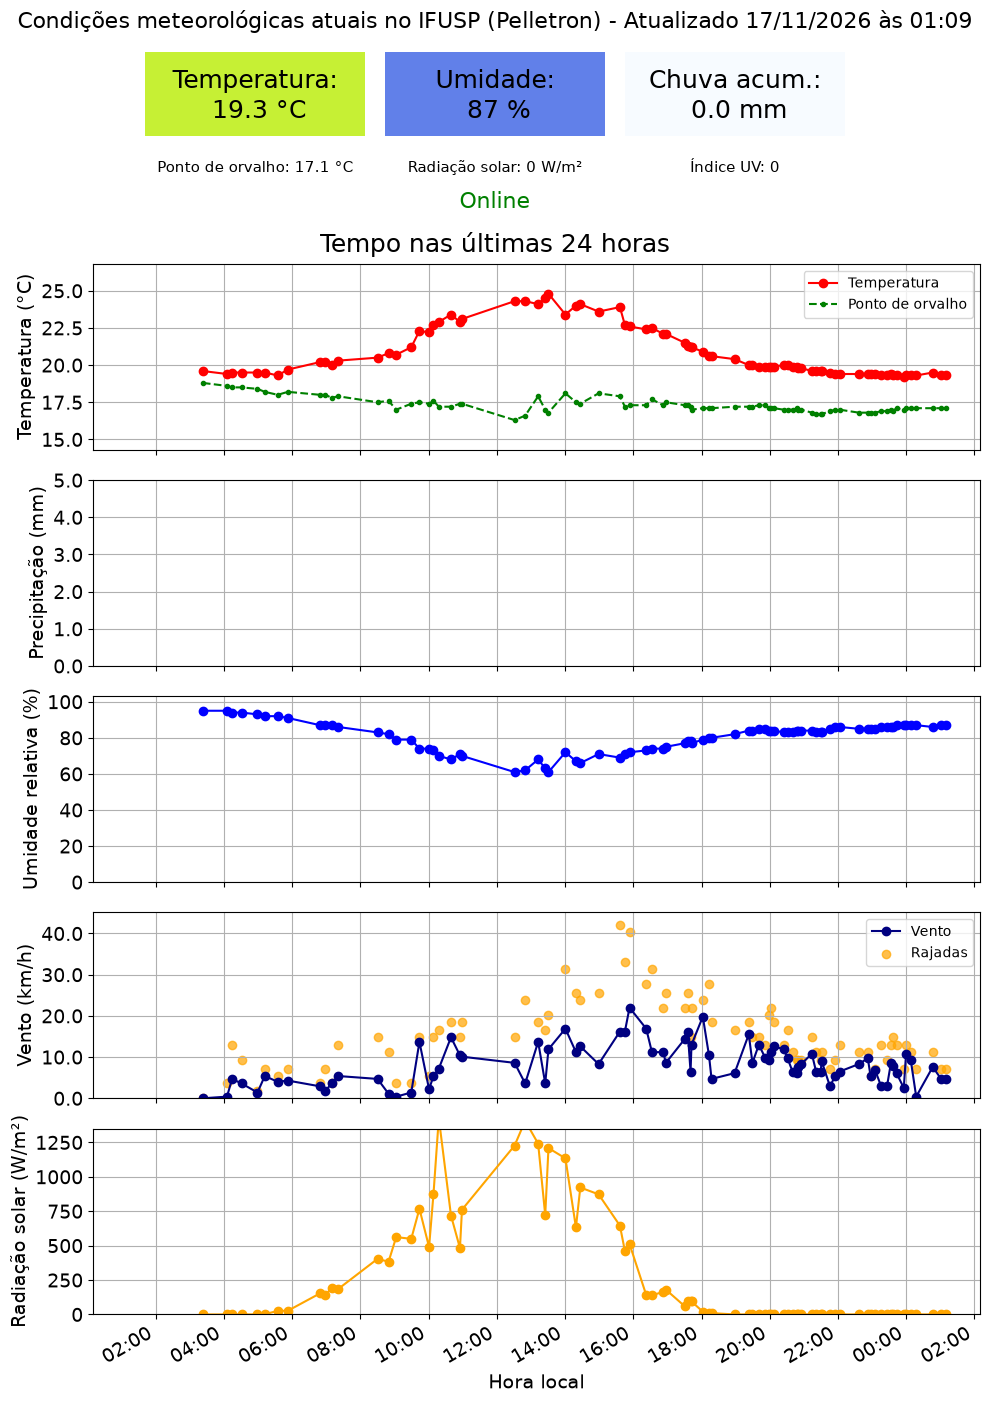 Condições meteorológicas atuais no IFUSP (Pelletron) - Atualizado 17/11/2026 às 01:09
Temperatura:
19.3 °C
Umidade:
87 %
Chuva acum.:
0.0 mm
Ponto de orvalho: 17.1 °C
Radiação solar: 0 W/m²
Índice UV: 0
Online
Tempo nas últimas 24 horas
Temperatura (°C)
25.0
22.5
20.0
17.5
15.0
Temperatura
Ponto de orvalho
Precipitação (mm)
5.0
4.0
3.0
2.0
1.0
0.0
Umidade relativa (%)
100
80
60
40
20
0
Vento (km/h)
40.0
30.0
20.0
10.0
0.0
Vento
Rajadas
Radiação solar (W/m²)
1250
1000
750
500
250
0
02:00 04:00 06:00 08:00 10:00 12:00 14:00 16:00 18:00 20:00 22:00 00:00 02:00
Hora local